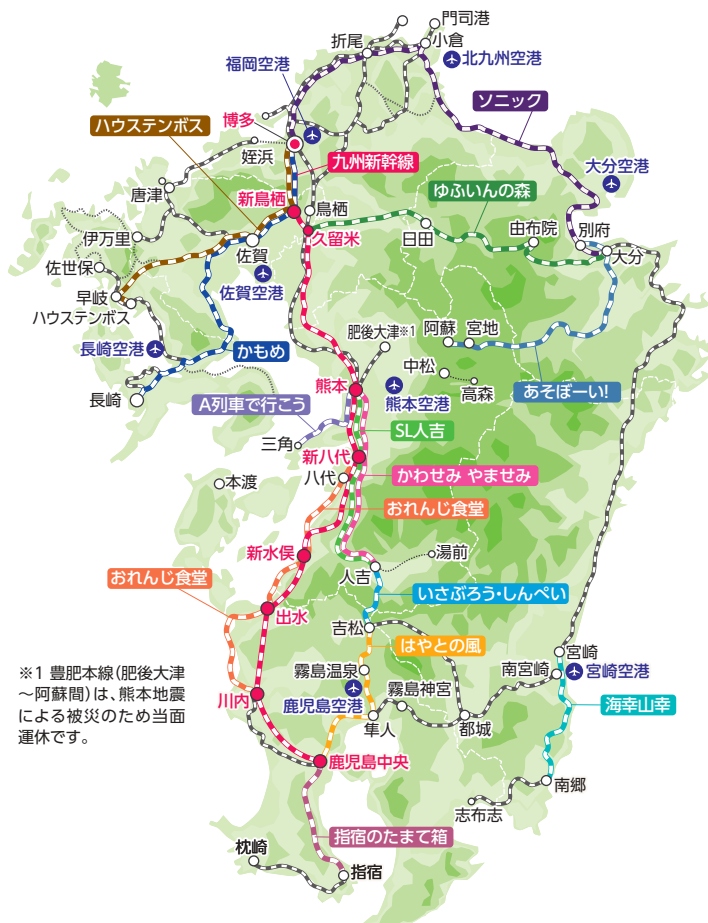 門司港
折尾
小倉
福岡空港
北九州空港
ソニック
博多
ハウステンボス
姪浜
九州新幹線
大分空港
唐津
新鳥栖
鳥栖
ゆふいんの森
伊万里
久留米
日田
由布院
別府
大分
佐賀
佐世保
佐賀空港
早岐
ハウステンボス
肥後大津※1
阿蘇
宮地
長崎空港
かもめ
中松
熊本
高森
あそぼーい!
長崎
A列車で行こう
熊本空港
SL人吉
三角
新八代
八代
かわせみ やませみ
本渡
おれんじ食堂
新水俣
湯前
人吉
おれんじ食堂
いさぶろう・しんぺい
出水
吉松
はやとの風
宮崎
霧島温泉
南宮崎
宮崎空港
※1 豊肥本線(肥後大津
～阿蘇間)は、熊本地震
による被災のため当面
運休です。
川内
鹿児島空港
霧島神宮
海幸山幸
隼人
都城
鹿児島中央
南郷
志布志
指宿のたまて箱
枕崎
指宿